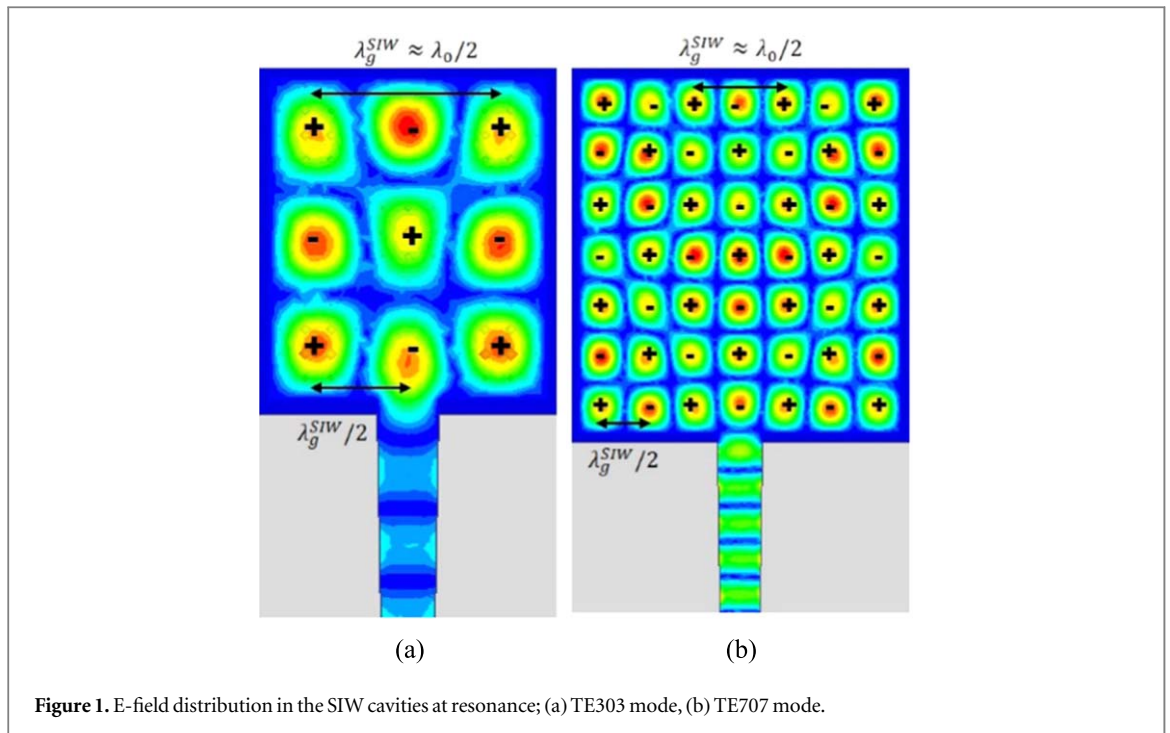 λ_g^{SIW} ≈ λ_0/2 λ_g^{SIW} ≈ λ_0/2
+ - + + - + - + - +
- + - - + - + - + -
+ - + + - + - + - +
- + - + - + -
+ - + - + - +
- + - + - + -
+ - + - + - +
λ_g^{SIW}/2 λ_g^{SIW}/2
(a) (b)
Figure 1. E-field distribution in the SIW cavities at resonance; (a) TE303 mode, (b) TE707 mode.